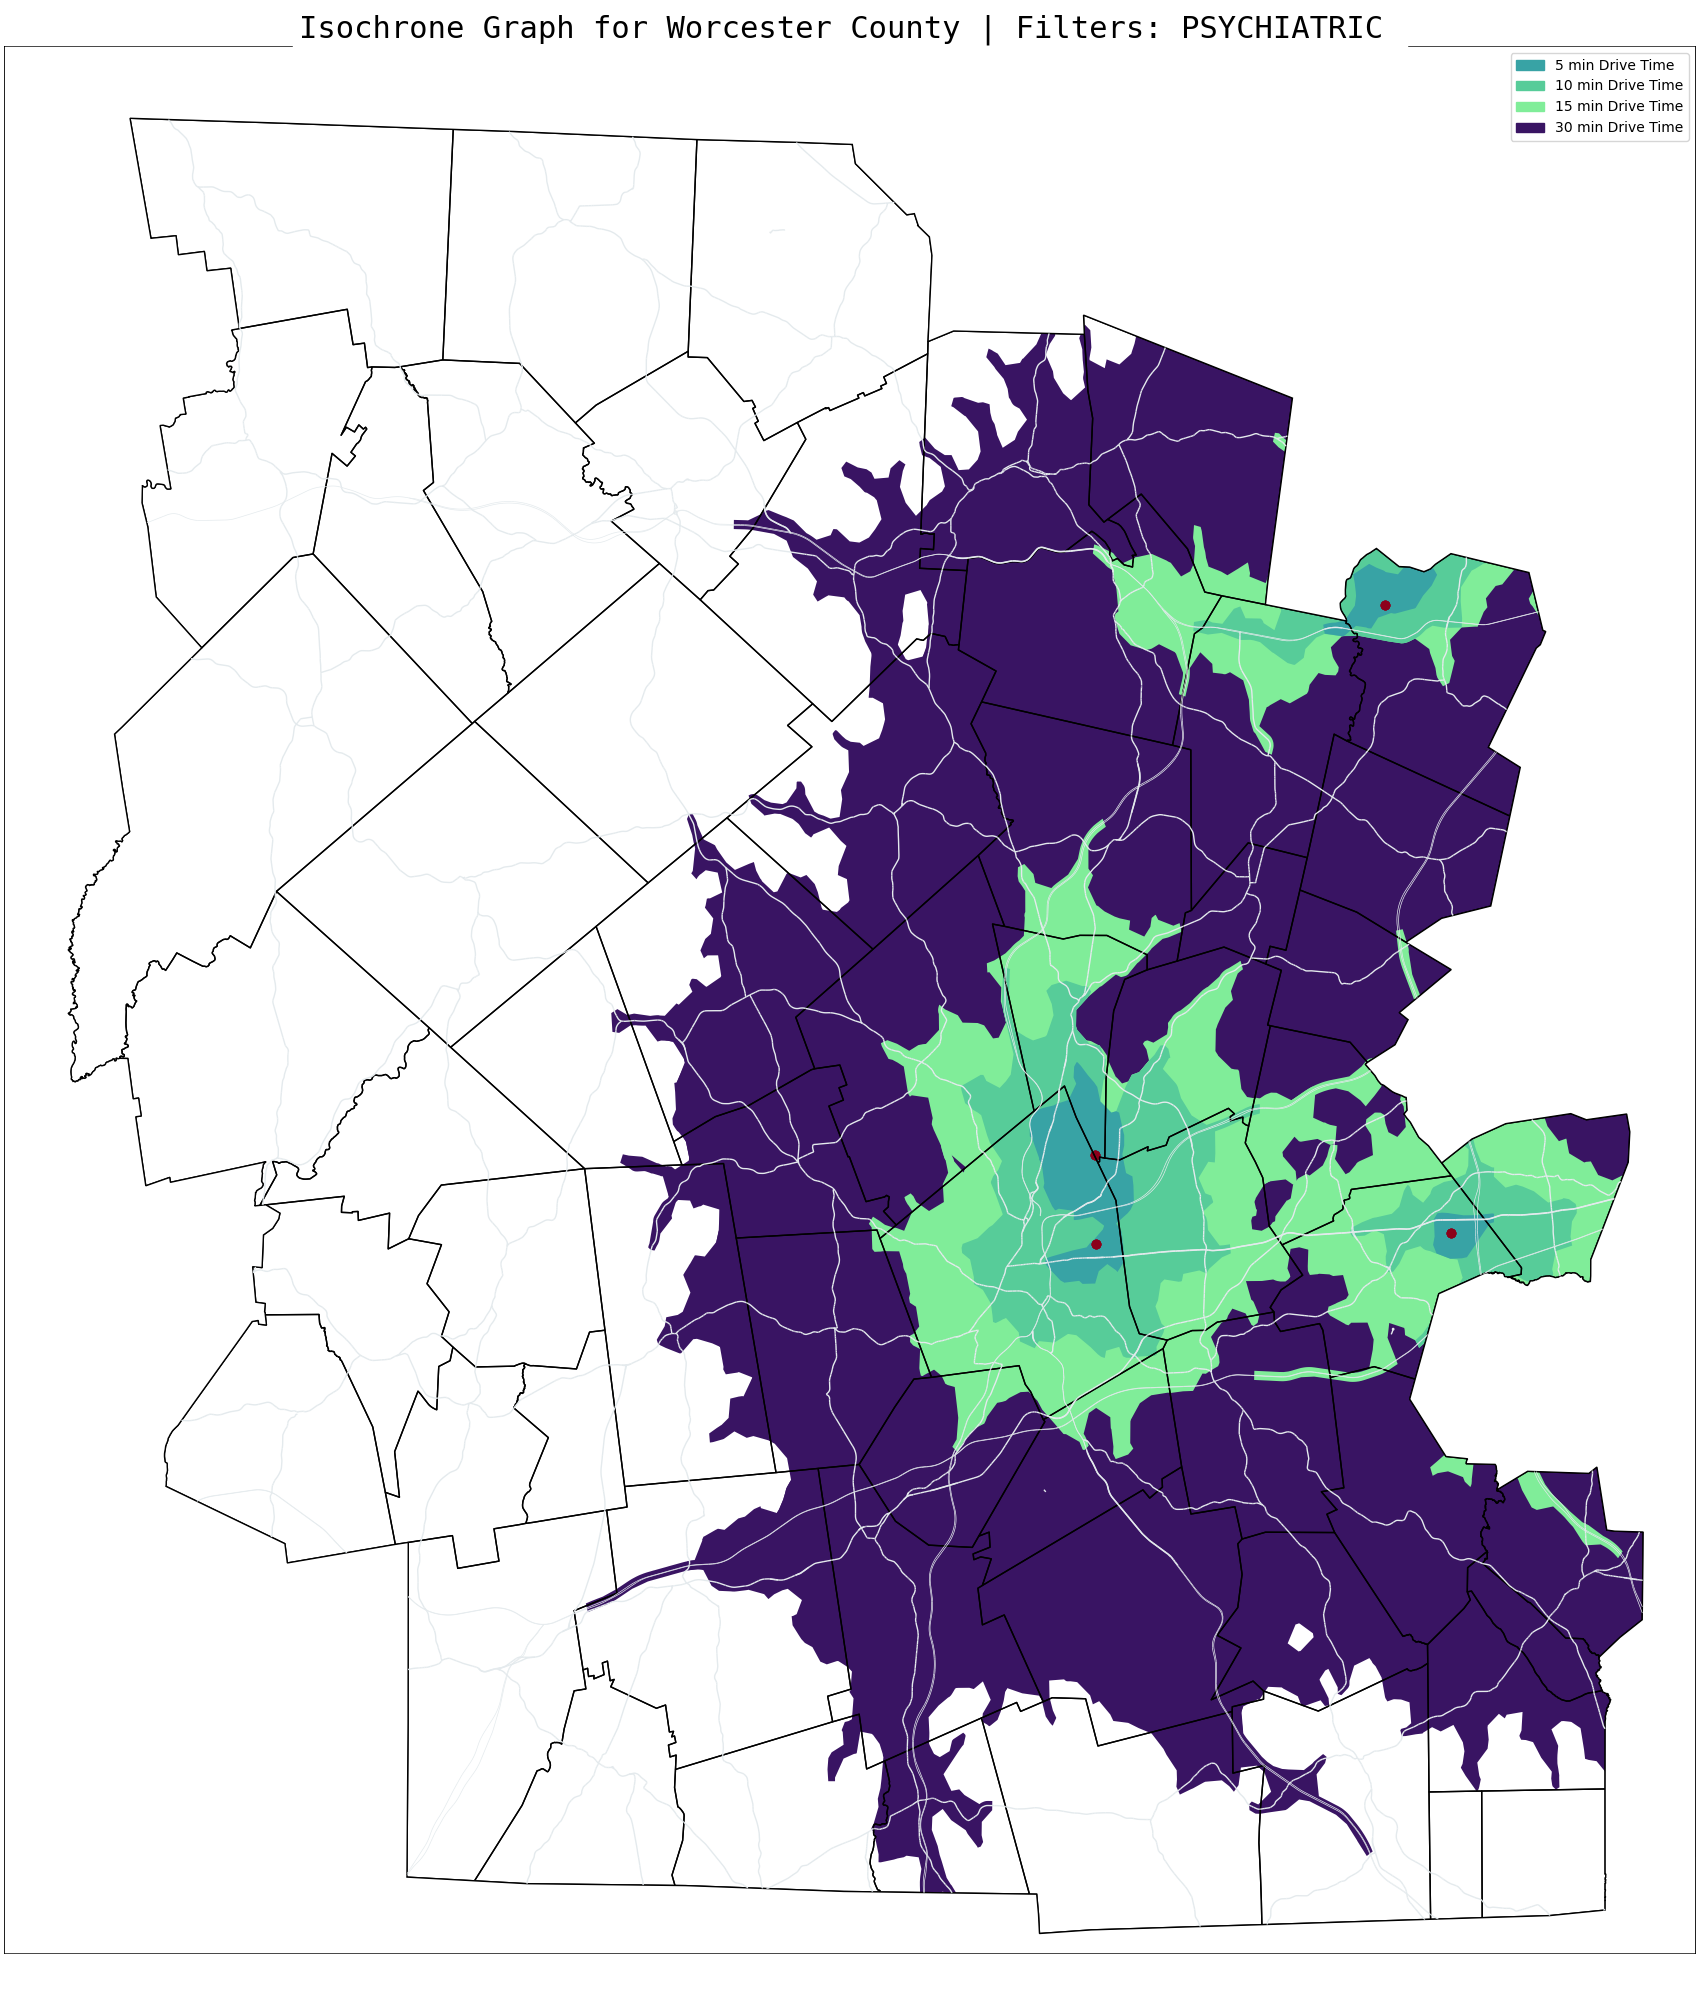 Isochrone Graph for Worcester County | Filters: PSYCHIATRIC
5 min Drive Time
10 min Drive Time
15 min Drive Time
30 min Drive Time